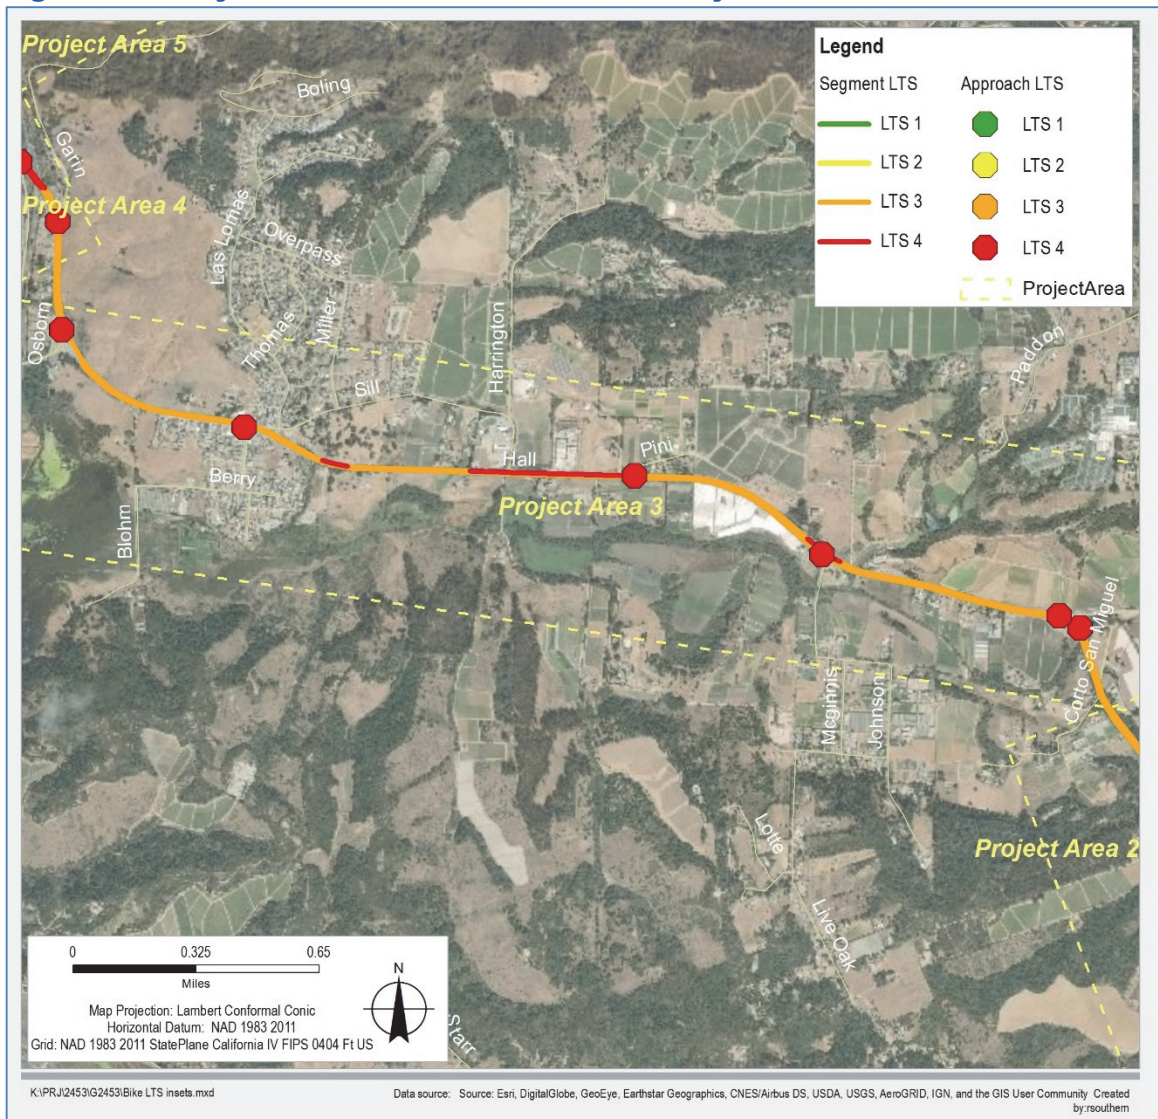 Project Area 5
Boling
Garin
Project Area 4
Las Lomas
Overpass
Miller
Thomas
Osborn
Sill
Harrington
Paddon
Pini
Hall
Berry
Project Area 3
Blohm
Corto San Miguel
Mcginnis
Johnson
Lotte
Project Area 2
Live Oak
Starr
Legend
Segment LTS
Approach LTS
LTS 1
LTS 1
LTS 2
LTS 2
LTS 3
LTS 3
LTS 4
LTS 4
ProjectArea
0 0.325 0.65
Miles
N
Map Projection: Lambert Conformal Conic
Horizontal Datum: NAD 1983 2011
Grid: NAD 1983 2011 StatePlane California IV FIPS 0404 Ft US
K:\PRJ\2453\G2453\Bike LTS insets.mxd
Data source: Source: Esri, DigitalGlobe, GeoEye, Earthstar Geographics, CNES/Airbus DS, USDA, USGS, AeroGRID, IGN, and the GIS User Community Created
by:rsouthern